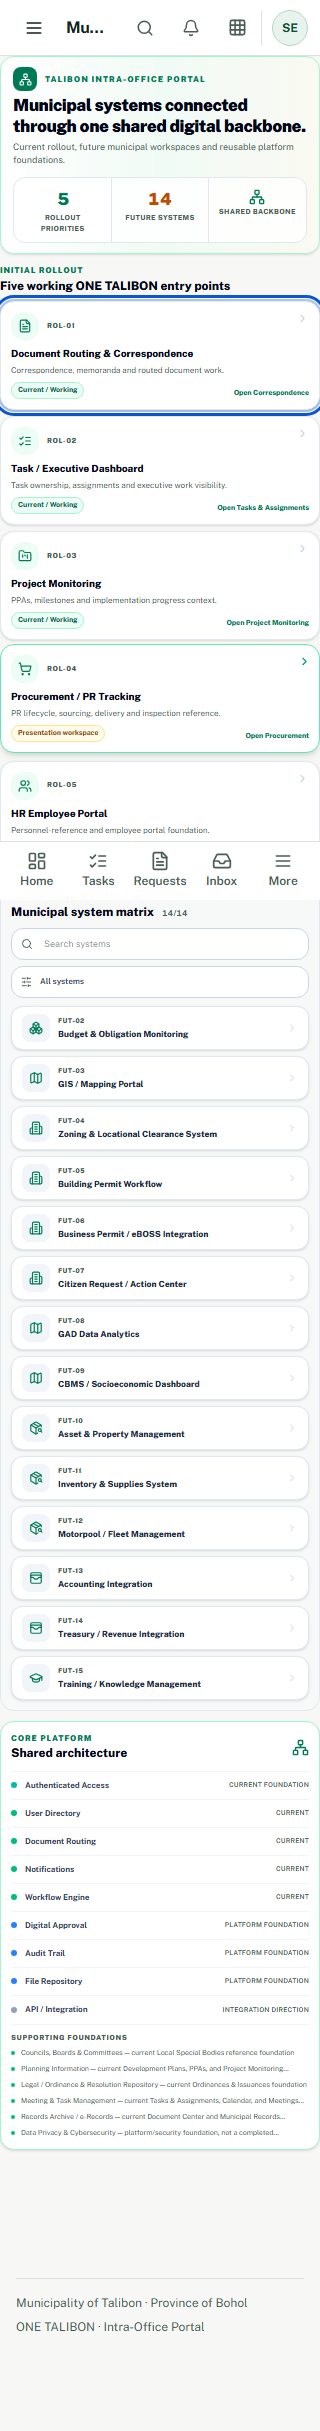 Mu...
SE
TALIBON INTRA-OFFICE PORTAL
Municipal systems connected
through one shared digital backbone.
Current rollout, future municipal workspaces and reusable platform
foundations.
5
ROLLOUT
PRIORITIES
14
FUTURE SYSTEMS
SHARED BACKBONE
INITIAL ROLLOUT
Five working ONE TALIBON entry points
ROL-01
Document Routing & Correspondence
Correspondence, memoranda and routed document work.
Current / Working
Open Correspondence
ROL-02
Task / Executive Dashboard
Task ownership, assignments and executive work visibility.
Current / Working
Open Tasks & Assignments
ROL-03
Project Monitoring
PPAs, milestones and implementation progress context.
Current / Working
Open Project Monitoring
ROL-04
Procurement / PR Tracking
PR lifecycle, sourcing, delivery and inspection reference.
Presentation workspace
Open Procurement
ROL-05
HR Employee Portal
Personnel-reference and employee portal foundation.
Home
Tasks
Requests
Inbox
More
Municipal system matrix 14/14
Search systems
All systems
FUT-02
Budget & Obligation Monitoring
FUT-03
GIS / Mapping Portal
FUT-04
Zoning & Locational Clearance System
FUT-05
Building Permit Workflow
FUT-06
Business Permit / eBOSS Integration
FUT-07
Citizen Request / Action Center
FUT-08
GAD Data Analytics
FUT-09
CBMS / Socioeconomic Dashboard
FUT-10
Asset & Property Management
FUT-11
Inventory & Supplies System
FUT-12
Motorpool / Fleet Management
FUT-13
Accounting Integration
FUT-14
Treasury / Revenue Integration
FUT-15
Training / Knowledge Management
CORE PLATFORM
Shared architecture
Authenticated Access CURRENT FOUNDATION
User Directory CURRENT
Document Routing CURRENT
Notifications CURRENT
Workflow Engine CURRENT
Digital Approval PLATFORM FOUNDATION
Audit Trail PLATFORM FOUNDATION
File Repository PLATFORM FOUNDATION
API / Integration INTEGRATION DIRECTION
SUPPORTING FOUNDATIONS
Councils, Boards & Committees — current Local Special Bodies reference foundation
Planning Information — current Development Plans, PPAs, and Project Monitoring...
Legal / Ordinance & Resolution Repository — current Ordinances & Issuances foundation
Meeting & Task Management — current Tasks & Assignments, Calendar, and Meetings...
Records Archive / e-Records — current Document Center and Municipal Records...
Data Privacy & Cybersecurity — platform/security foundation, not a completed...
Municipality of Talibon · Province of Bohol
ONE TALIBON · Intra-Office Portal